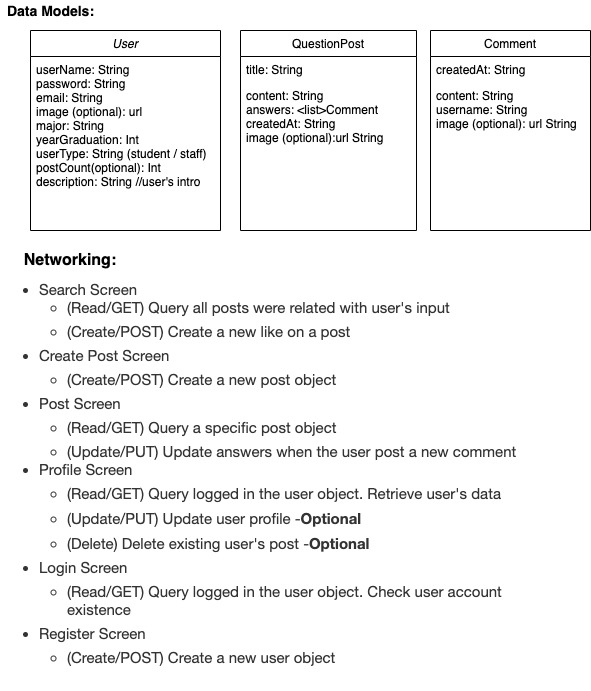 Data Models:
User
userName: String
password: String
email: String
image (optional): url
major: String
yearGraduation: Int
userType: String (student / staff)
postCount(optional): Int
description: String //user's intro
QuestionPost
title: String
content: String
answers: <list>Comment
createdAt: String
image (optional):url String
Comment
createdAt: String
content: String
username: String
image (optional): url String
Networking:
• Search Screen
◦ (Read/GET) Query all posts were related with user's input
◦ (Create/POST) Create a new like on a post
• Create Post Screen
◦ (Create/POST) Create a new post object
• Post Screen
◦ (Read/GET) Query a specific post object
◦ (Update/PUT) Update answers when the user post a new comment
• Profile Screen
◦ (Read/GET) Query logged in the user object. Retrieve user's data
◦ (Update/PUT) Update user profile -Optional
◦ (Delete) Delete existing user's post -Optional
• Login Screen
◦ (Read/GET) Query logged in the user object. Check user account
existence
• Register Screen
◦ (Create/POST) Create a new user object